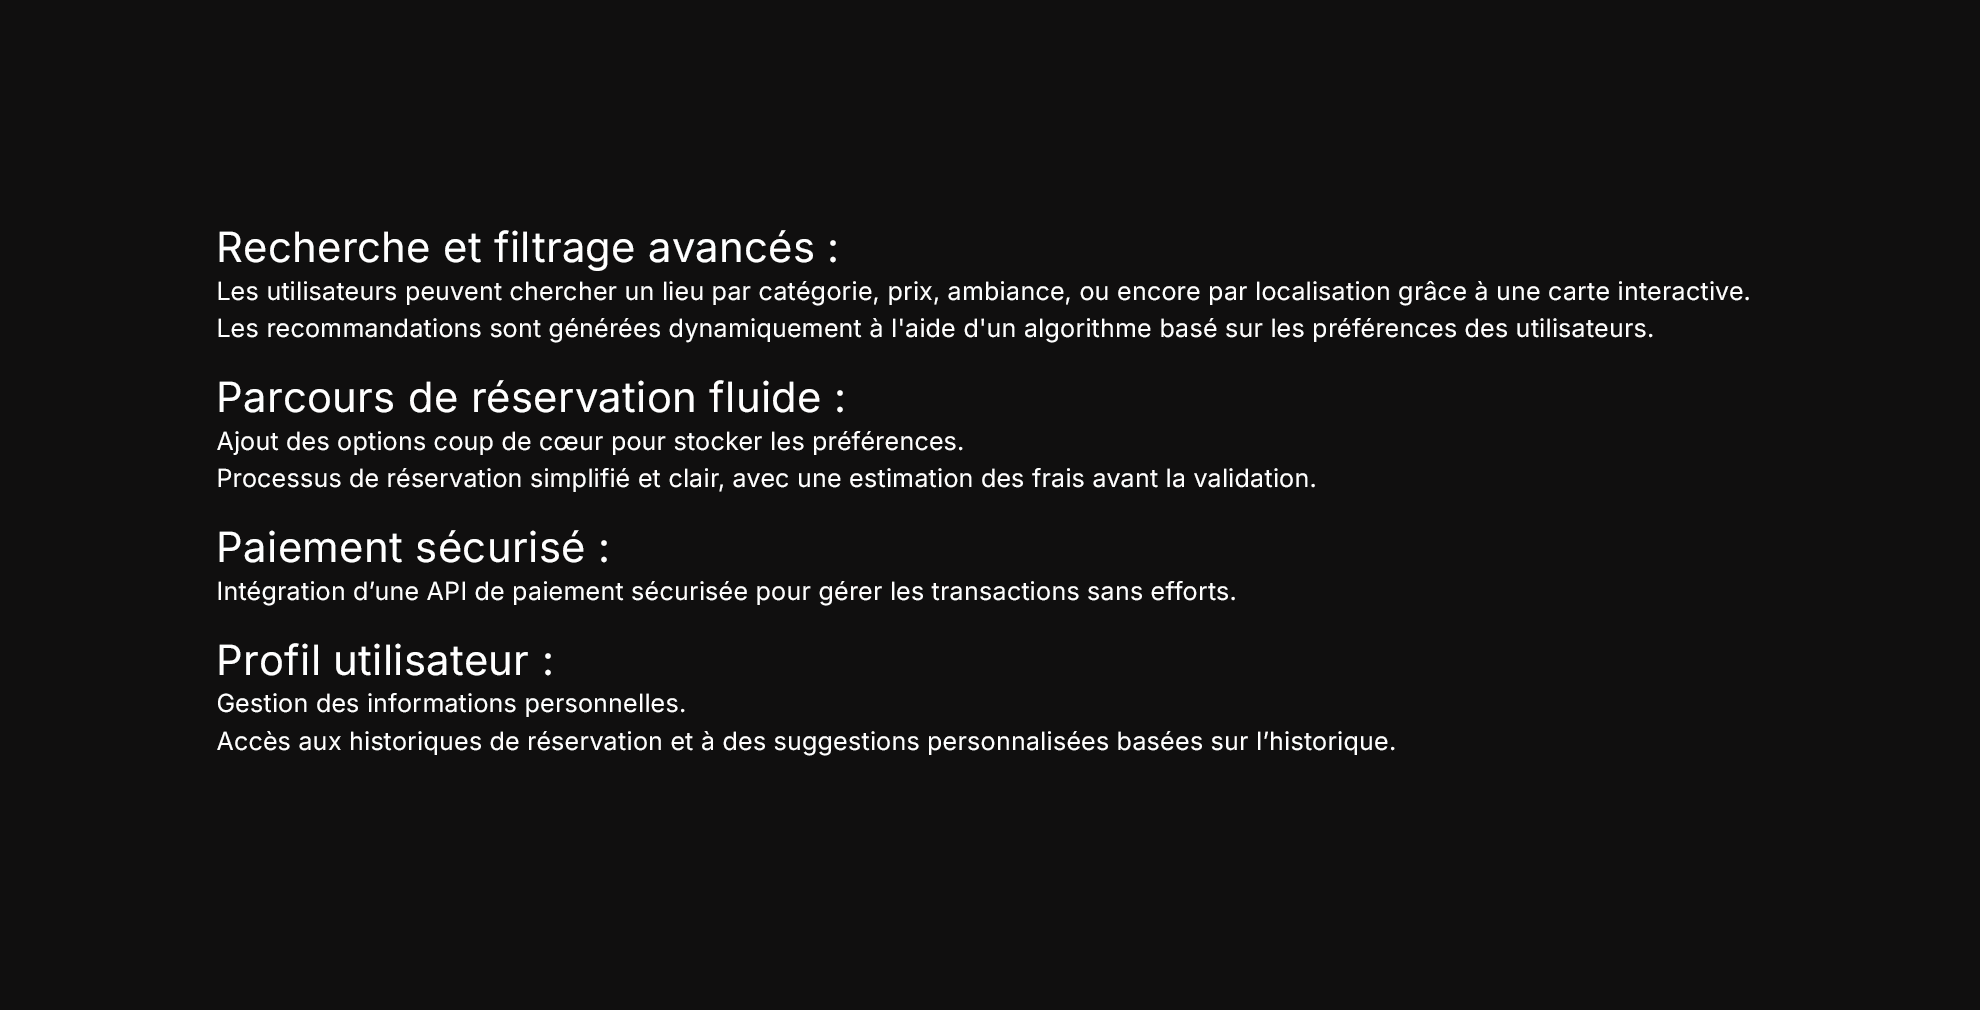 Recherche et filtrage avancés :
Les utilisateurs peuvent chercher un lieu par catégorie, prix, ambiance, ou encore par localisation grâce à une carte interactive.
Les recommandations sont générées dynamiquement à l'aide d'un algorithme basé sur les préférences des utilisateurs.
Parcours de réservation fluide :
Ajout des options coup de cœur pour stocker les préférences.
Processus de réservation simplifié et clair, avec une estimation des frais avant la validation.
Paiement sécurisé :
Intégration d’une API de paiement sécurisée pour gérer les transactions sans efforts.
Profil utilisateur :
Gestion des informations personnelles.
Accès aux historiques de réservation et à des suggestions personnalisées basées sur l’historique.